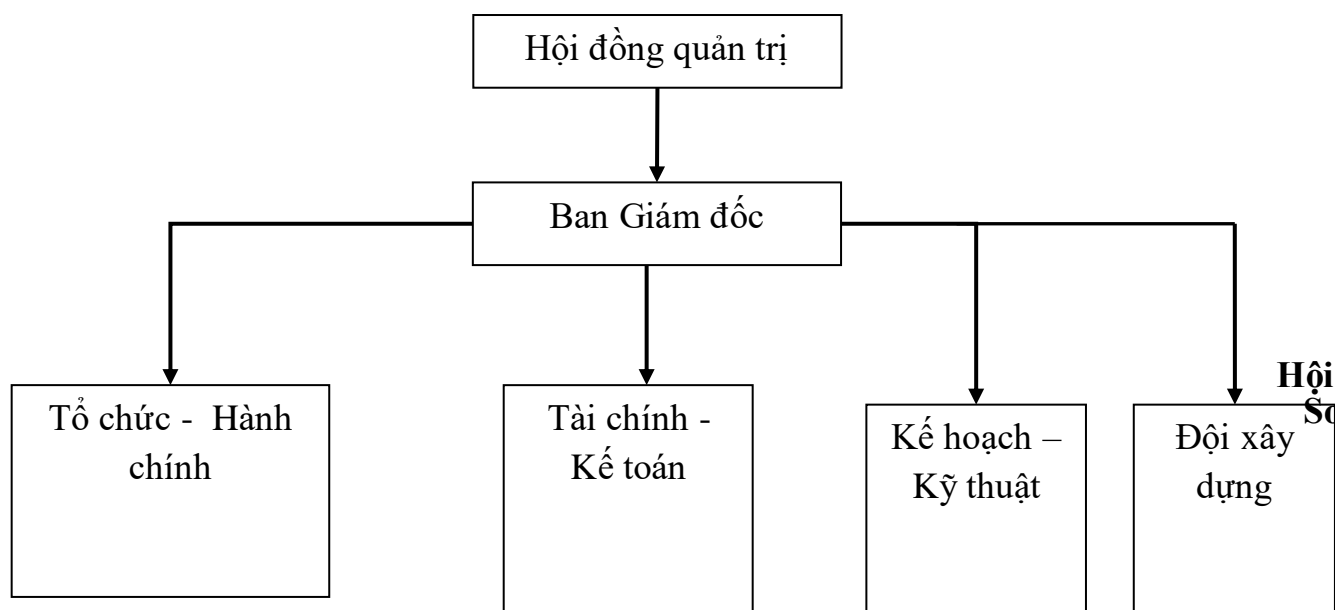 Hội đồng quản trị
Ban Giám đốc
Tổ chức - Hành
chính
Tài chính -
Kế toán
Kế hoạch –
Kỹ thuật
Đội xây
dựng
Hội